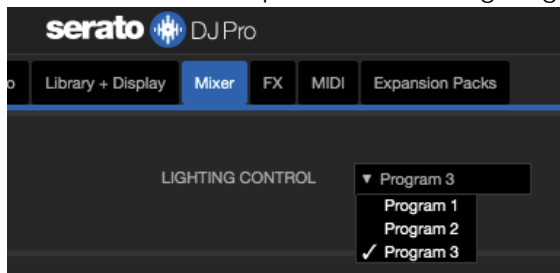 serato DJ Pro
o Library + Display Mixer FX MIDI Expansion Packs
LIGHTING CONTROL ▼ Program 3
Program 1
Program 2
✓ Program 3